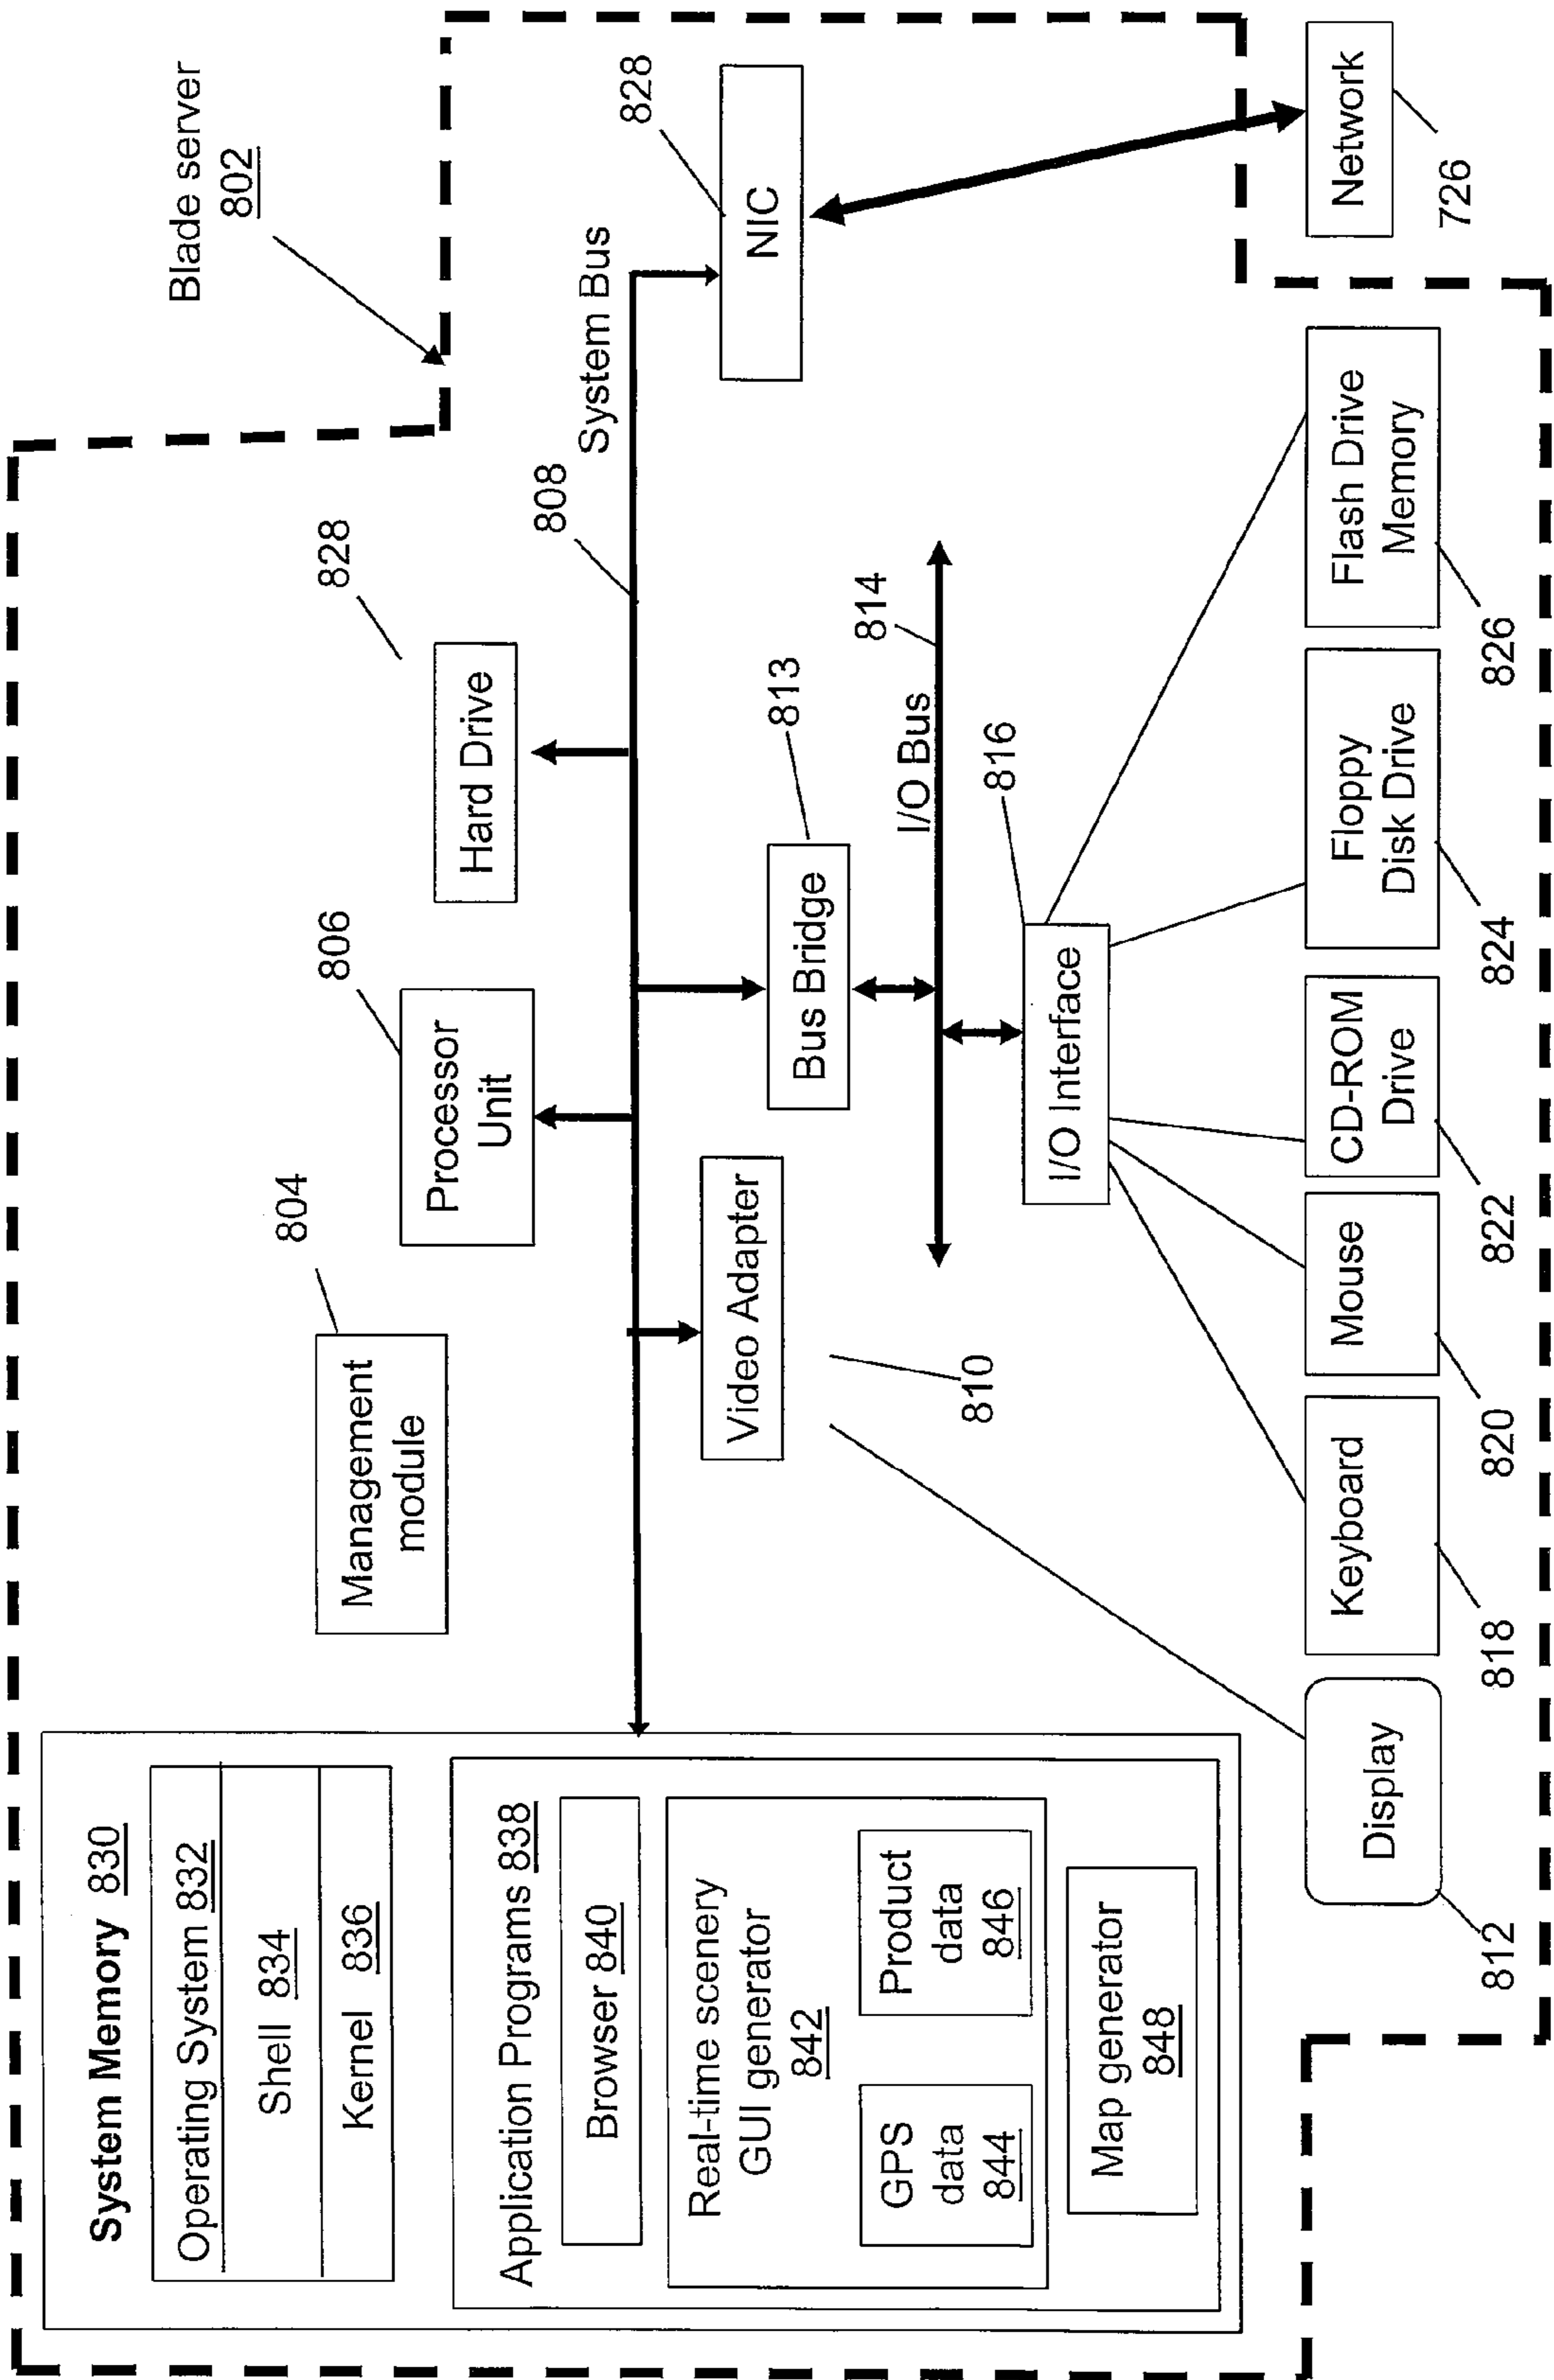 Blade server
802
System Memory 830
Operating System 832
Shell 834
Kernel 836
Application Programs 838
Browser 840
Real-time scenery
GUI generator
842
GPS
data
844
Product
data
846
Map generator
848
804
Management
module
806
Processor
Unit
828
Hard Drive
808
System Bus
828
NIC
Video Adapter
810
813
Bus Bridge
814
I/O Bus
816
I/O Interface
Display
812
Keyboard
818
Mouse
820
CD-ROM
Drive
822
Floppy
Disk Drive
824
Flash Drive
Memory
826
Network
726